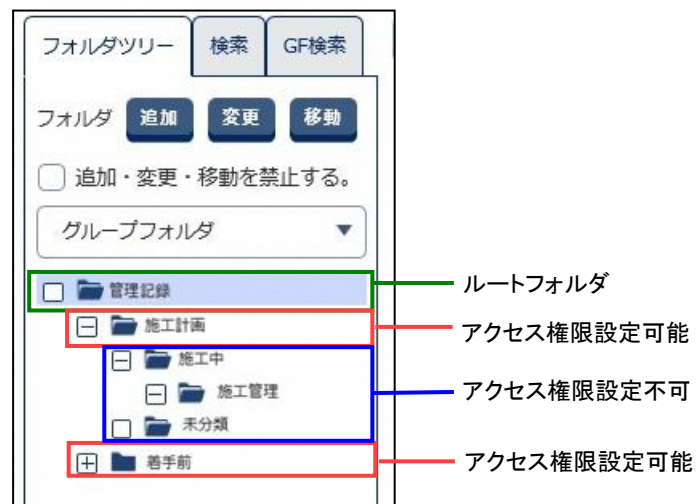 フォルダツリー 検索 GF検索
フォルダ 追加 変更 移動
追加・変更・移動を禁止する。
グループフォルダ
管理記録 ルートフォルダ
施工計画 アクセス権限設定可能
施工中
施工管理 アクセス権限設定不可
未分類
着手前 アクセス権限設定可能